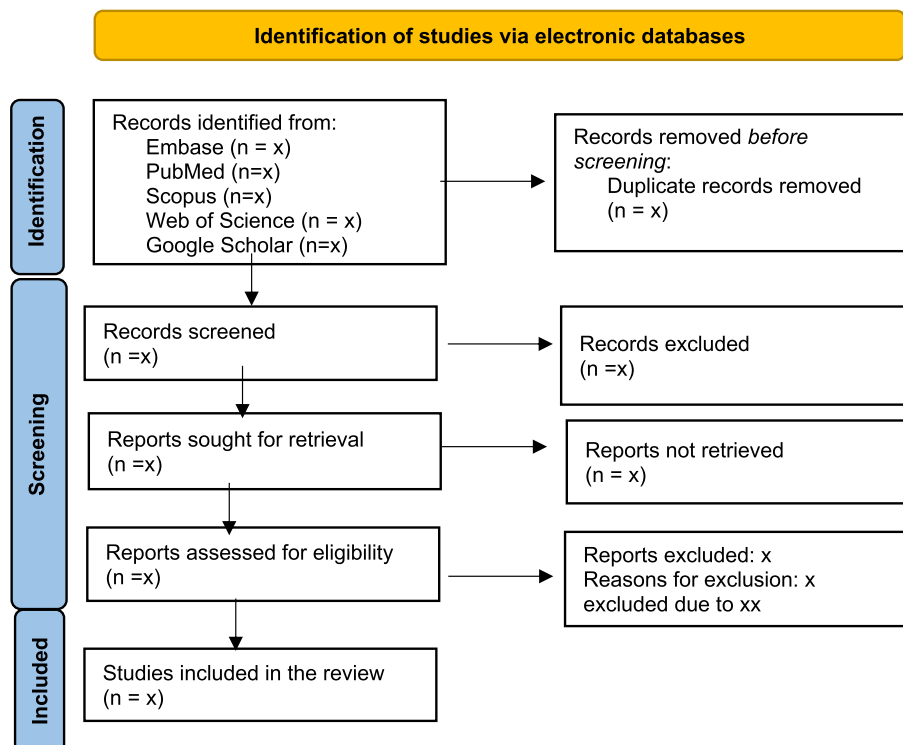 Identification of studies via electronic databases
Identification
Records identified from:
Embase (n = x)
PubMed (n=x)
Scopus (n=x)
Web of Science (n = x)
Google Scholar (n=x)
Records removed before
screening:
Duplicate records removed
(n = x)
Screening
Records screened
(n =x)
Records excluded
(n =x)
Reports sought for retrieval
(n =x)
Reports not retrieved
(n = x)
Reports assessed for eligibility
(n =x)
Reports excluded: x
Reasons for exclusion: x
excluded due to xx
Included
Studies included in the review
(n = x)